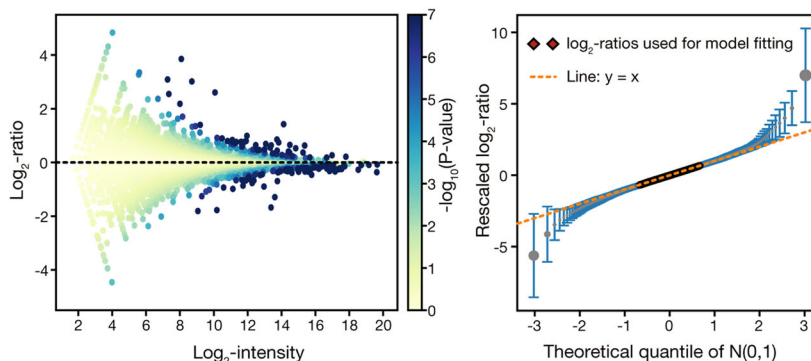 4
2
0
-2
-4
Log2-ratio
2 4 6 8 10 12 14 16 18 20
Log2-intensity
7
6
5
4
3
2
1
0
-log10(P-value)
10
5
0
-5
Rescaled log2-ratio
log2-ratios used for model fitting
Line: y = x
-3 -2 -1 0 1 2 3
Theoretical quantile of N(0,1)